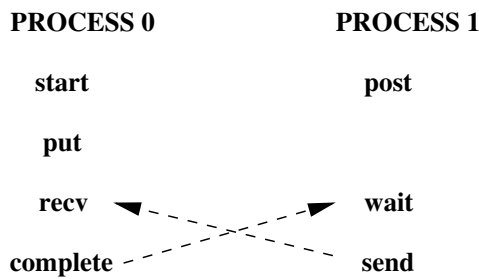 PROCESS 0 PROCESS 1
start post
put
recv wait
complete send